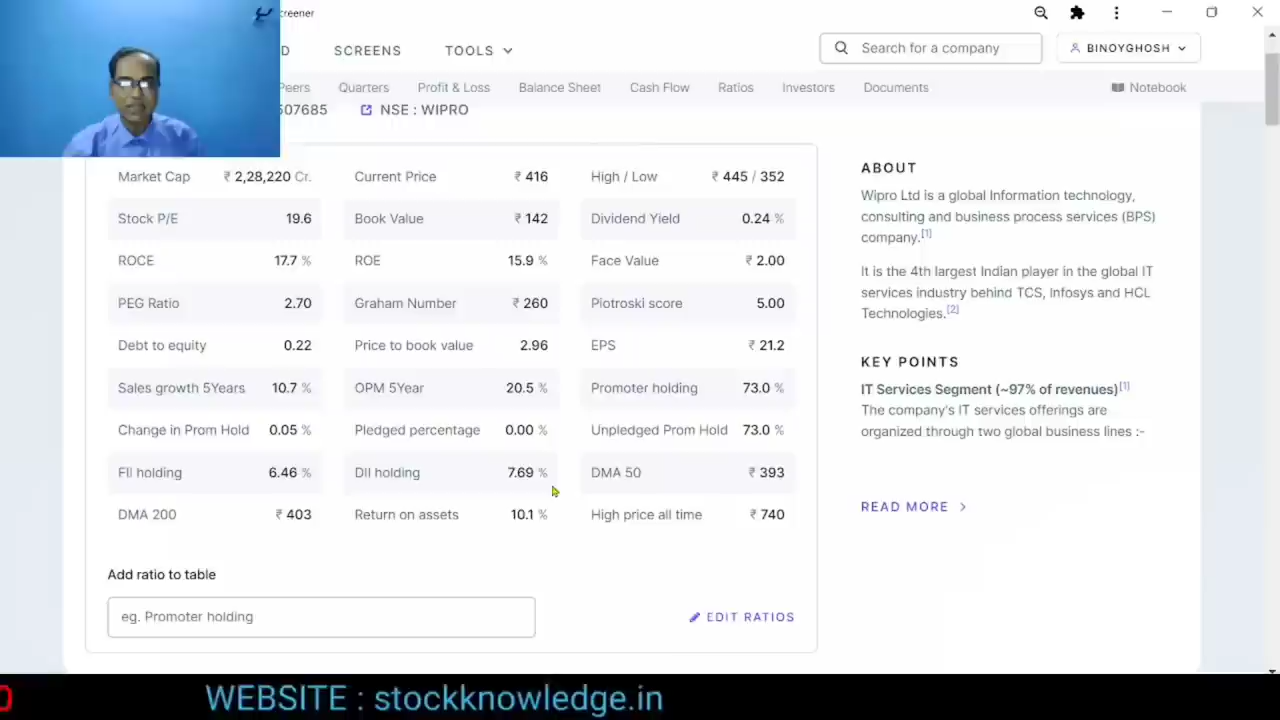 creener
D SCREENS TOOLS Search for a company BINOYGHOSH
Peers Quarters Profit & Loss Balance Sheet Cash Flow Ratios Investors Documents Notebook
507685 NSE : WIPRO
Market Cap ₹ 2,28,220 Cr. Current Price ₹ 416 High / Low ₹ 445 / 352
Stock P/E 19.6 Book Value ₹ 142 Dividend Yield 0.24 %
ROCE 17.7 % ROE 15.9 % Face Value ₹ 2.00
PEG Ratio 2.70 Graham Number ₹ 260 Piotroski score 5.00
Debt to equity 0.22 Price to book value 2.96 EPS ₹ 21.2
Sales growth 5Years 10.7 % OPM 5Year 20.5 % Promoter holding 73.0 %
Change in Prom Hold 0.05 % Pledged percentage 0.00 % Unpledged Prom Hold 73.0 %
FII holding 6.46 % DII holding 7.69 % DMA 50 ₹ 393
DMA 200 ₹ 403 Return on assets 10.1 % High price all time ₹ 740
Add ratio to table
eg. Promoter holding EDIT RATIOS
ABOUT
Wipro Ltd is a global Information technology,
consulting and business process services (BPS)
company.[1]
It is the 4th largest Indian player in the global IT
services industry behind TCS, Infosys and HCL
Technologies.[2]
KEY POINTS
IT Services Segment (~97% of revenues)[1]
The company's IT services offerings are
organized through two global business lines :-
READ MORE
0 WEBSITE : stockknowledge.in